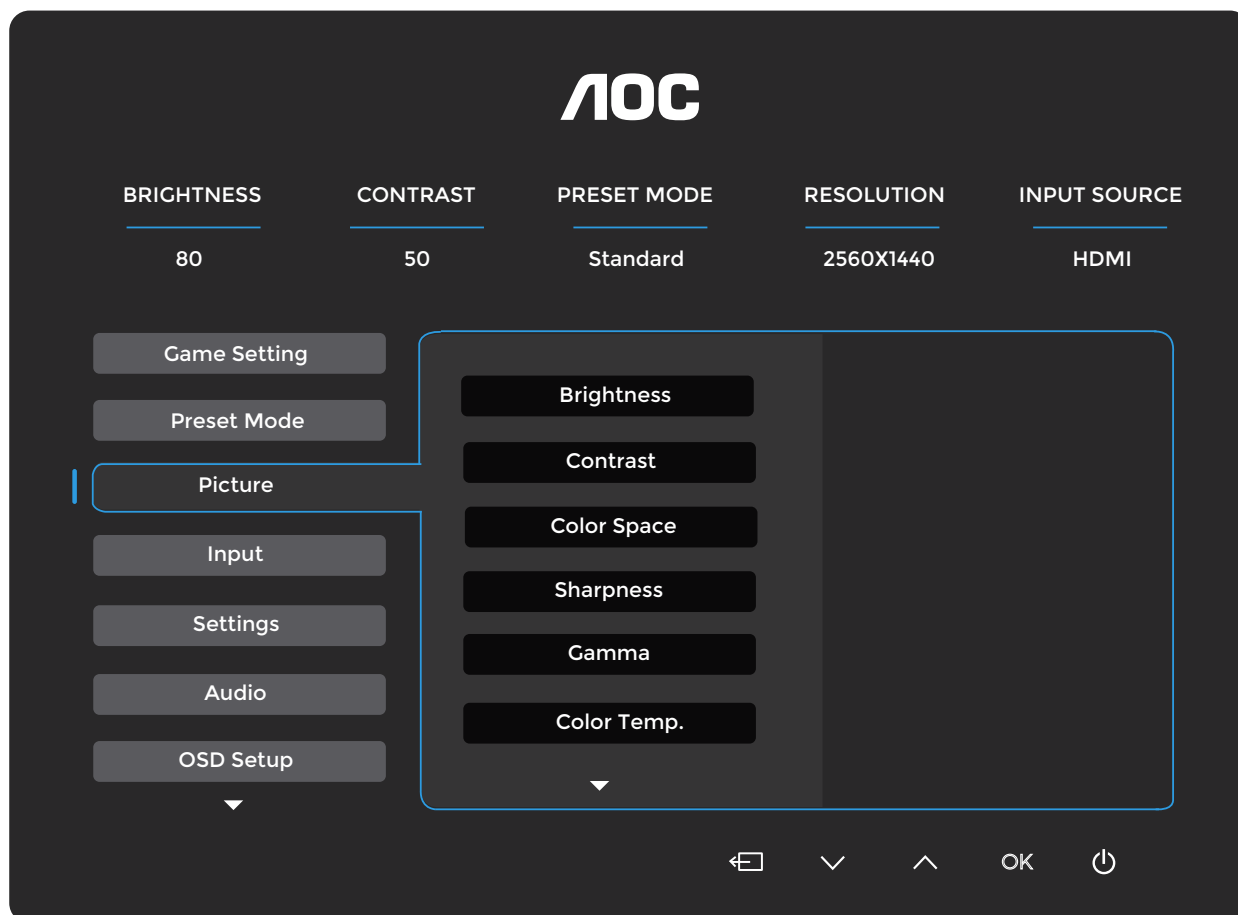 AOC
BRIGHTNESS CONTRAST PRESET MODE RESOLUTION INPUT SOURCE
80 50 Standard 2560X1440 HDMI
Game Setting
Preset Mode
Picture
Input
Settings
Audio
OSD Setup
Brightness
Contrast
Color Space
Sharpness
Gamma
Color Temp.
OK